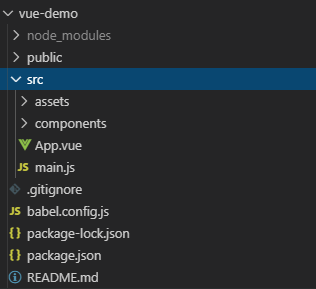 vue-demo
node_modules
public
src
assets
components
App.vue
JS main.js
.gitignore
JS babel.config.js
{} package-lock.json
{} package.json
README.md